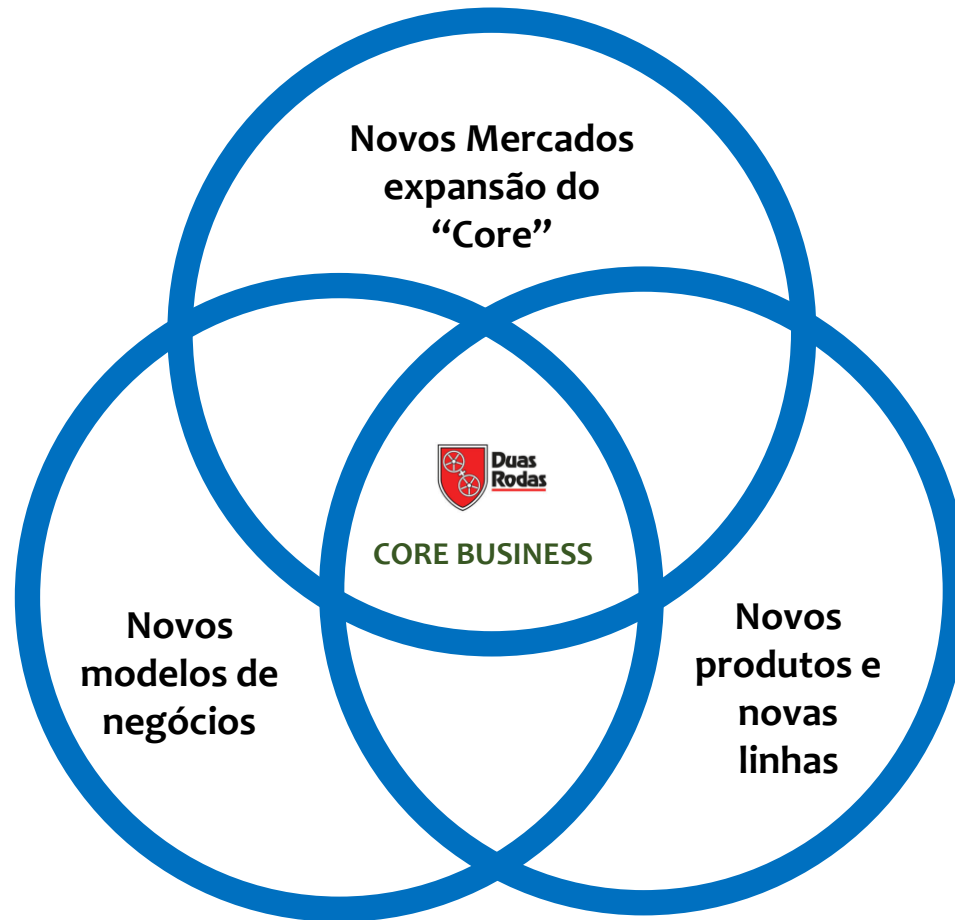 Novos Mercados
expansão do
“Core”
Duas
Rodas
CORE BUSINESS
Novos
modelos de
negócios
Novos
produtos e
novas
linhas